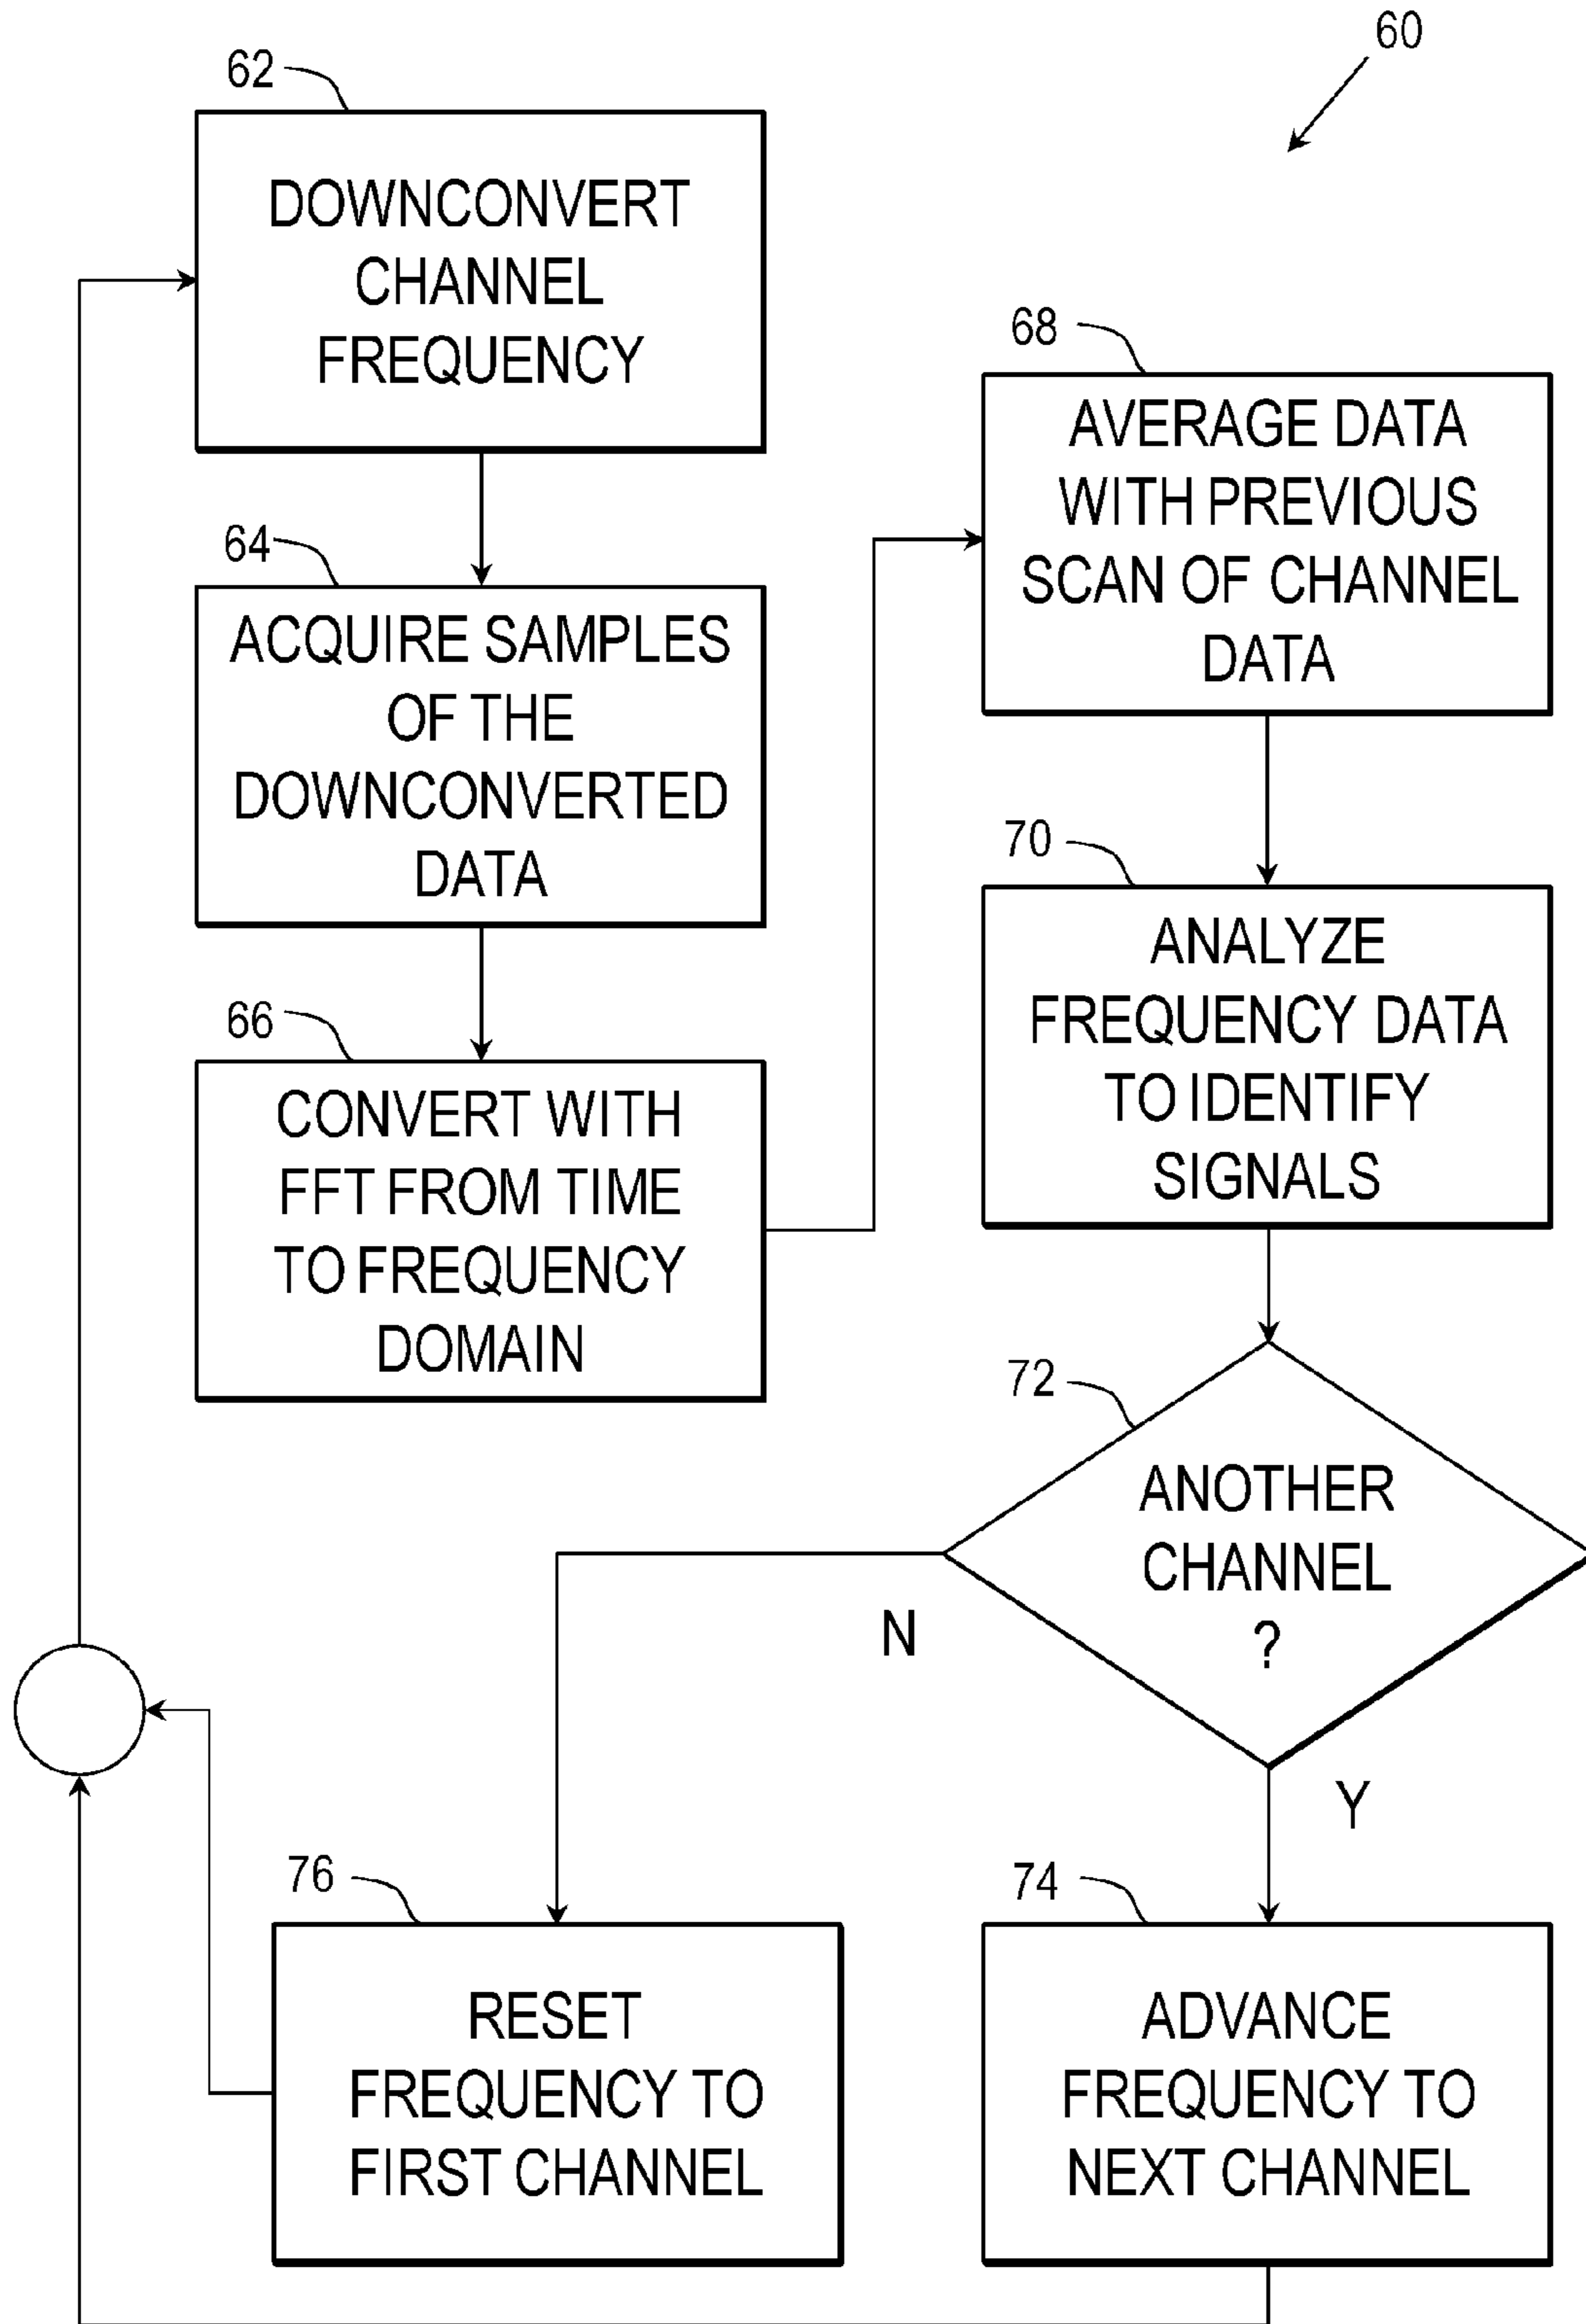 60
62
DOWNCONVERT
CHANNEL
FREQUENCY
64
ACQUIRE SAMPLES
OF THE
DOWNCONVERTED
DATA
66
CONVERT WITH
FFT FROM TIME
TO FREQUENCY
DOMAIN
68
AVERAGE DATA
WITH PREVIOUS
SCAN OF CHANNEL
DATA
70
ANALYZE
FREQUENCY DATA
TO IDENTIFY
SIGNALS
72
ANOTHER
CHANNEL
?
N
Y
76
RESET
FREQUENCY TO
FIRST CHANNEL
74
ADVANCE
FREQUENCY TO
NEXT CHANNEL